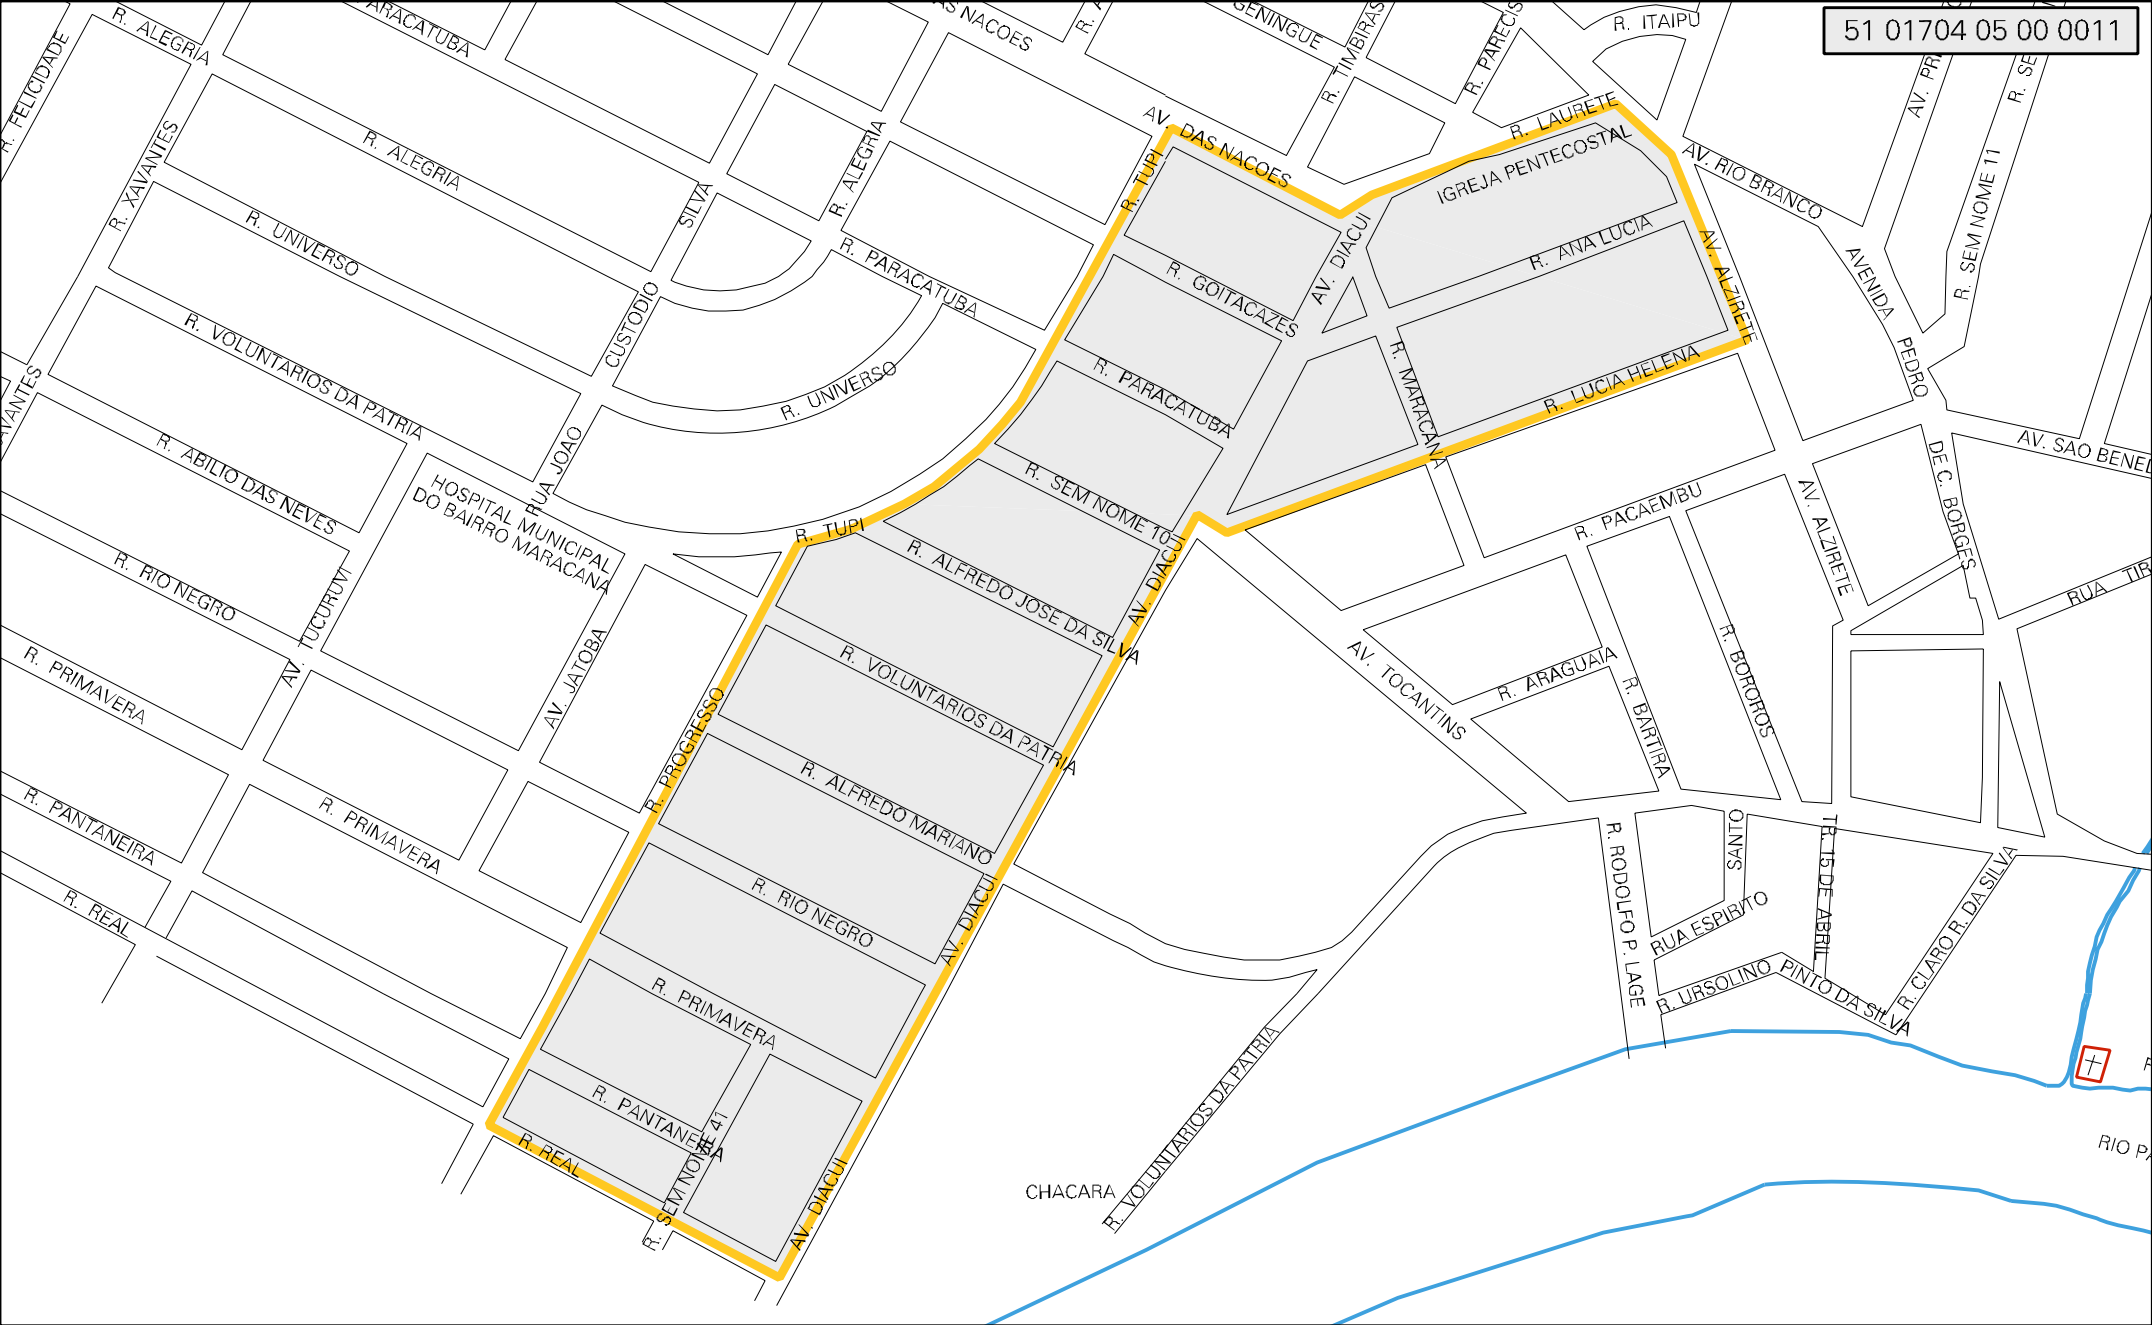 51 01704 05 00 0011
R. ALEGRIA
PARACATUBA
AS NACOES
GENINGUE
R. TIMBIRAS
R. PARECIS
R. ITAIPU
R. FELICIDADE
R. XAVANTES
R. ALEGRIA
R. ALEGRIA
AV. DAS NACOES
R. LAURETE
IGREJA PENTECOSTAL
AV. RIO BRANCO
R. SEM NOME 11
R. UNIVERSO
RUA JOAO
CUSTODIO
SILVA
R. PARACATUBA
R. TUPI
R. GOITACAZES
AV. DIACUI
R. ANA LUCIA
AV. ALZIRETE
AVENIDA
PEDRO
DE C. BORGES
R. VOLUNTARIOS DA PATRIA
R. UNIVERSO
R. PARACATUBA
R. MARACANA
R. LUCIA HELENA
R. ABILIO DAS NEVES
HOSPITAL MUNICIPAL
DO BAIRRO MARACANA
R. TUPI
R. SEM NOME 10
R. PACAEMBU
AV. SAO BENED
R. RIO NEGRO
AV. TUCURUVI
R. ALFREDO JOSE DA SILVA
AV. DIACUI
AV. ALZIRETE
RUA TIR
R. PRIMAVERA
AV. JATOBA
R. PROGRESSO
R. VOLUNTARIOS DA PATRIA
AV. TOCANTINS
R. ARAGUAIA
R. BARTIRA
R. BOROROS
R. PANTANEIRA
R. PRIMAVERA
R. ALFREDO MARIANO
R. REAL
R. RIO NEGRO
AV. DIACUI
R. RODOLFO P. LAGE
SANTO
RUA ESPIRITO
TR. 15 DE ABRIL
R. CLARO R. DA SILVA
R. URSOLINO PINTO DA SILVA
R. PRIMAVERA
R. PANTANEIRA
R. REAL
R. SEM NOME 41
AV. DIACUI
CHACARA
R. VOLUNTARIOS DA PATRIA
RIO PA